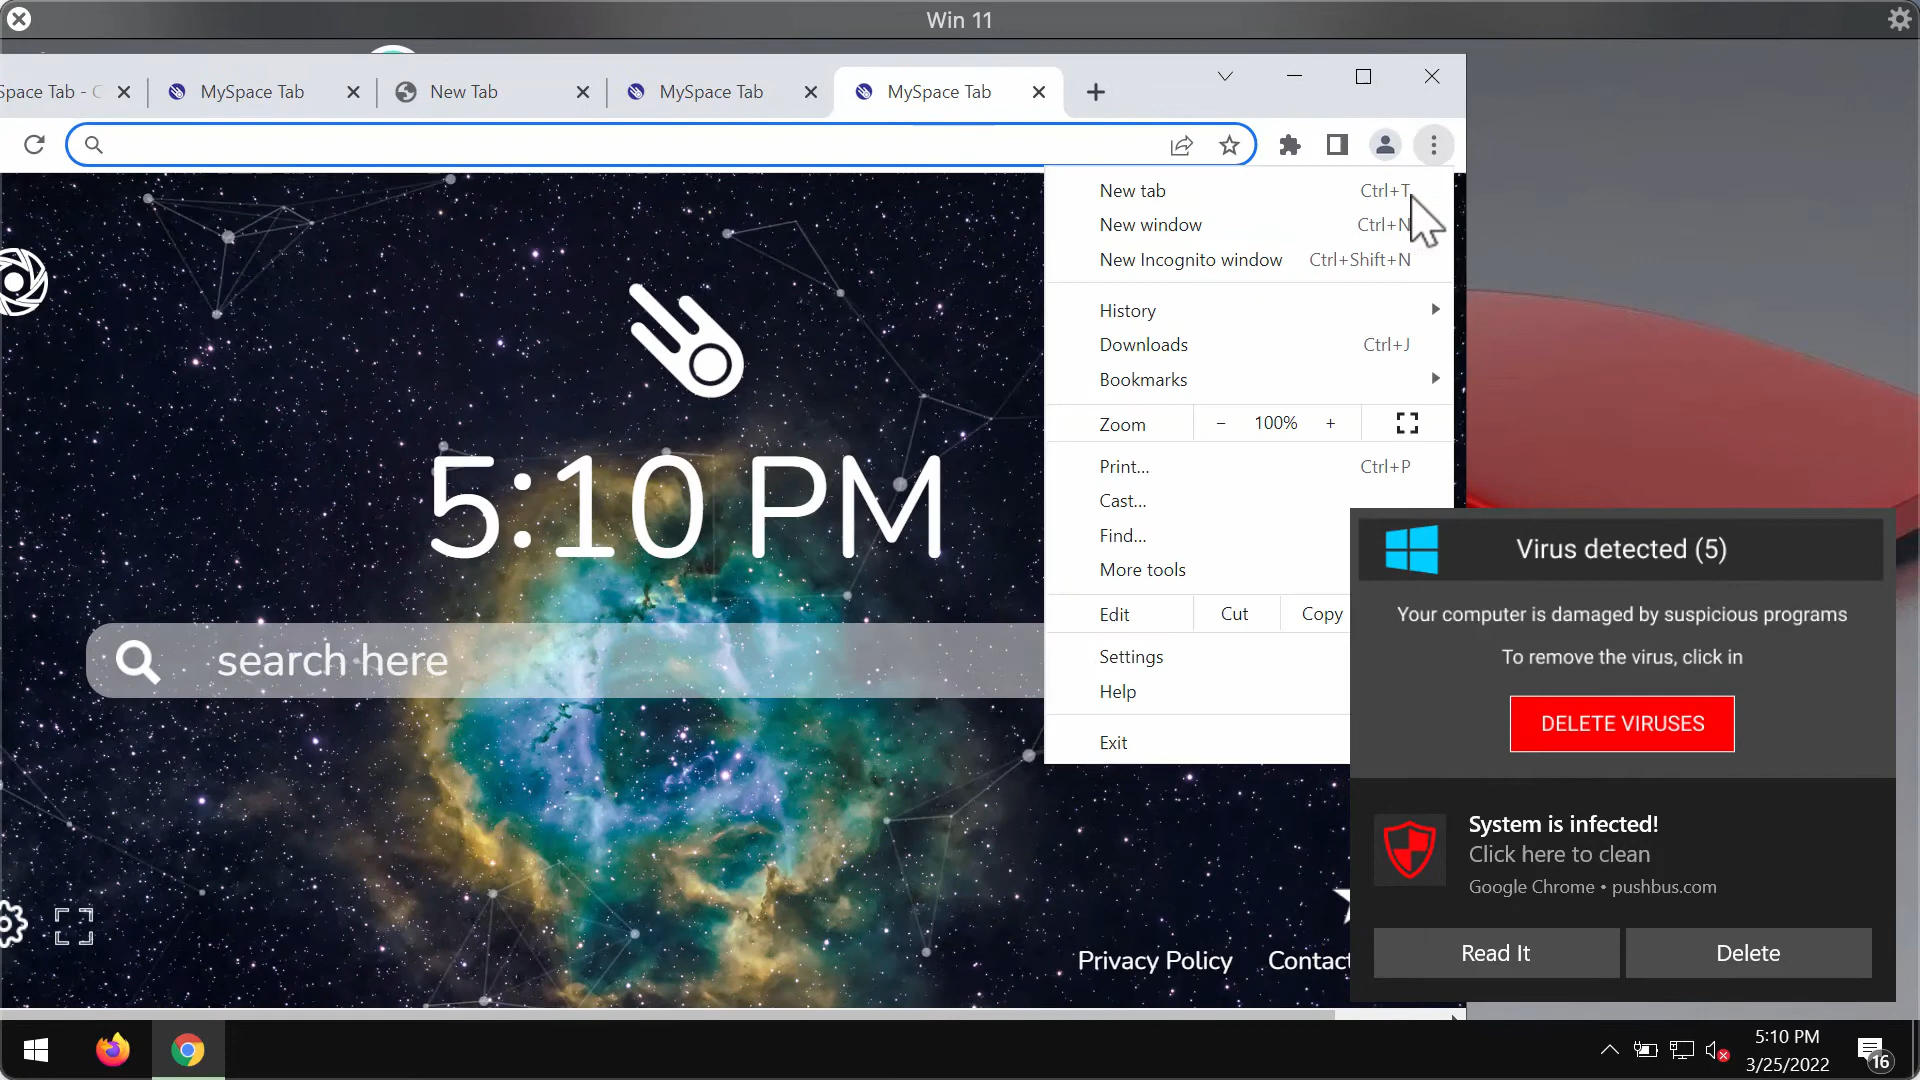 Win 11
Space Tab - C
MySpace Tab
New Tab
MySpace Tab
MySpace Tab
New tab Ctrl+T
New window Ctrl+N
New Incognito window Ctrl+Shift+N
History
Downloads Ctrl+J
Bookmarks
Zoom - 100% +
Print... Ctrl+P
Cast...
Find...
More tools
Edit Cut Copy
Settings
Help
Exit
5:10 PM
search here
Privacy Policy Contact
Virus detected (5)
Your computer is damaged by suspicious programs
To remove the virus, click in
DELETE VIRUSES
System is infected!
Click here to clean
Google Chrome • pushbus.com
Read It Delete
5:10 PM
3/25/2022
16